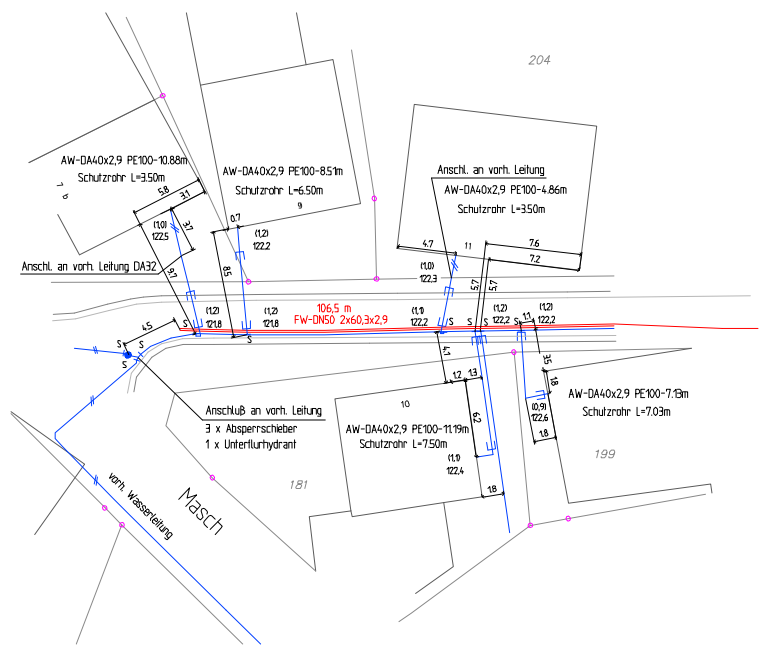 204
AW-DA40x2,9 PE100-10.88m
Schutzrohr L=3.50m
7 b
5.8
3.1
AW-DA40x2,9 PE100-8.51m
Schutzrohr L=6.50m
9
0.7
Anschl. an vorh. Leitung
AW-DA40x2,9 PE100-4.86m
Schutzrohr L=3.50m
11
(1,0)
122,5
3.7
(1,2)
122,2
4.7
7.6
7.2
Anschl. an vorh. Leitung DA32
9.7
8.5
(1,0)
122,3
5.7
5.7
4.5
(1,2)
121,8
(1,2)
121,8
106,5 m
FW-DN50 2x60,3x2,9
(1,1)
122,2
S
(1,2)
122,2
1.1
(1,2)
122,2
S
S
S
S
S
S
S
4.1
1.2
1.3
3.5
1.8
Anschluß an vorh. Leitung
3 x Absperrschieber
1 x Unterflurhydrant
10
AW-DA40x2,9 PE100-11.19m
Schutzrohr L=7.50m
6.2
(1,1)
122,4
1.8
(0,9)
122,6
1.8
AW-DA40x2,9 PE100-7.13m
Schutzrohr L=7.03m
199
181
vorh. Wasserleitung
Masch